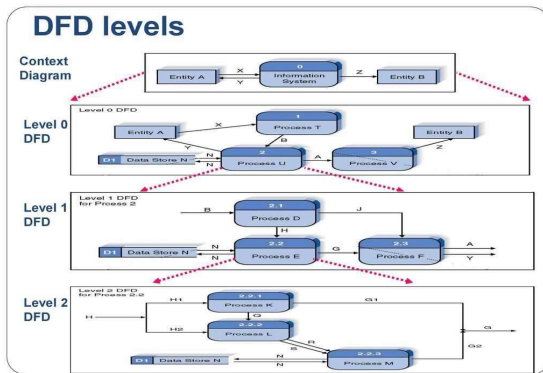 DFD levels
Context
Diagram
0
Information
System
Entity A
X
Y
Z
Entity B
Level 0
DFD
Level 0 DFD
1
Process T
Entity A
X
Entity B
Y
B
Z
D1 Data Store N
N
N
2
Process U
A
3
Process V
Level 1
DFD
Level 1 DFD
for Proess 2
B
2.1
Process D
J
H
D1 Data Store N
N
N
2.2
Process E
G
2.3
Process F
A
Y
Level 2
DFD
Level 2 DFD
for Process 2.2
H
H1
2.2.1
Process K
G1
Q
H2
2.2.2
Process L
G
R
S
G2
D1 Data Store N
N
N
2.2.3
Process M